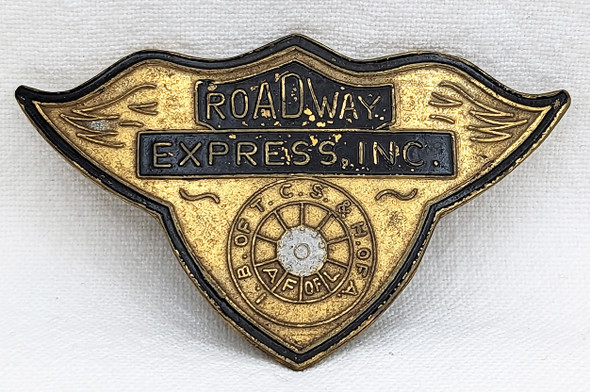 ROADWAY
EXPRESS, INC.
I. B. OF T. C. S. & H. OF A.
A F OF L